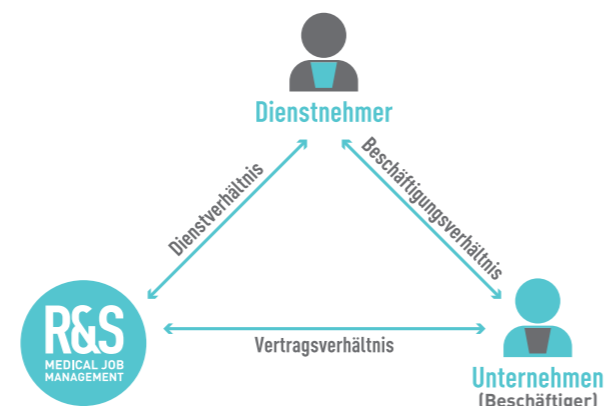 Dienstnehmer
Dienstverhältnis
Beschäftigungsverhältnis
R&S
MEDICAL JOB
MANAGEMENT
Vertragsverhältnis
Unternehmen
(Beschäftiger)